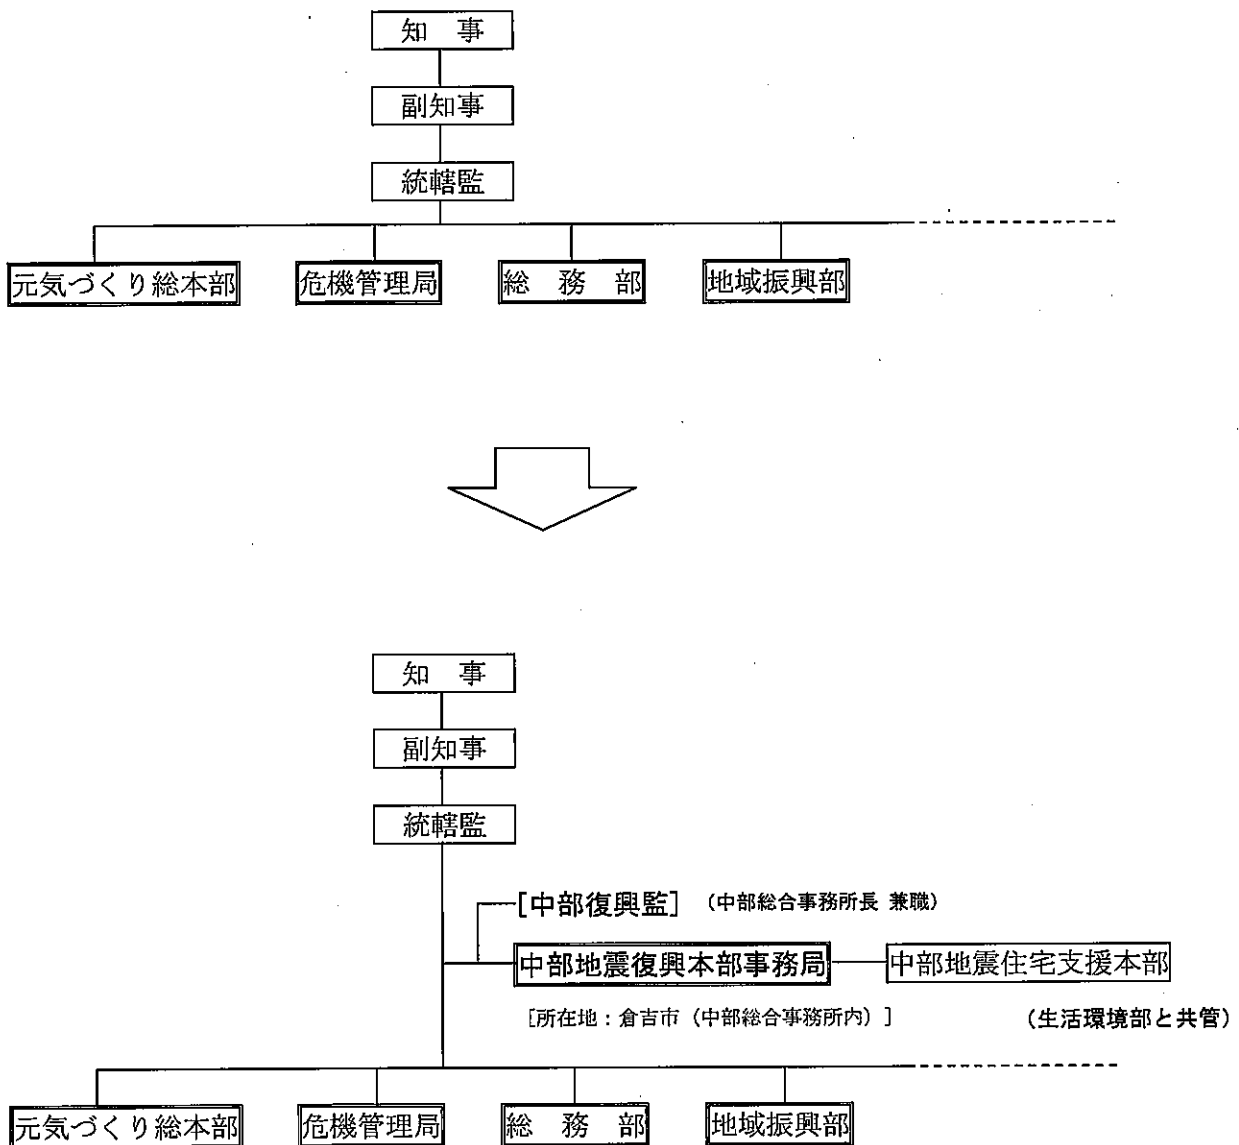 知　事
副知事
統轄監
元気づくり総本部　危機管理局　総　務　部　地域振興部
知　事
副知事
統轄監
[中部復興監]　（中部総合事務所長 兼職）
中部地震復興本部事務局　中部地震住宅支援本部
[所在地：倉吉市（中部総合事務所内）]　（生活環境部と共管）
元気づくり総本部　危機管理局　総　務　部　地域振興部